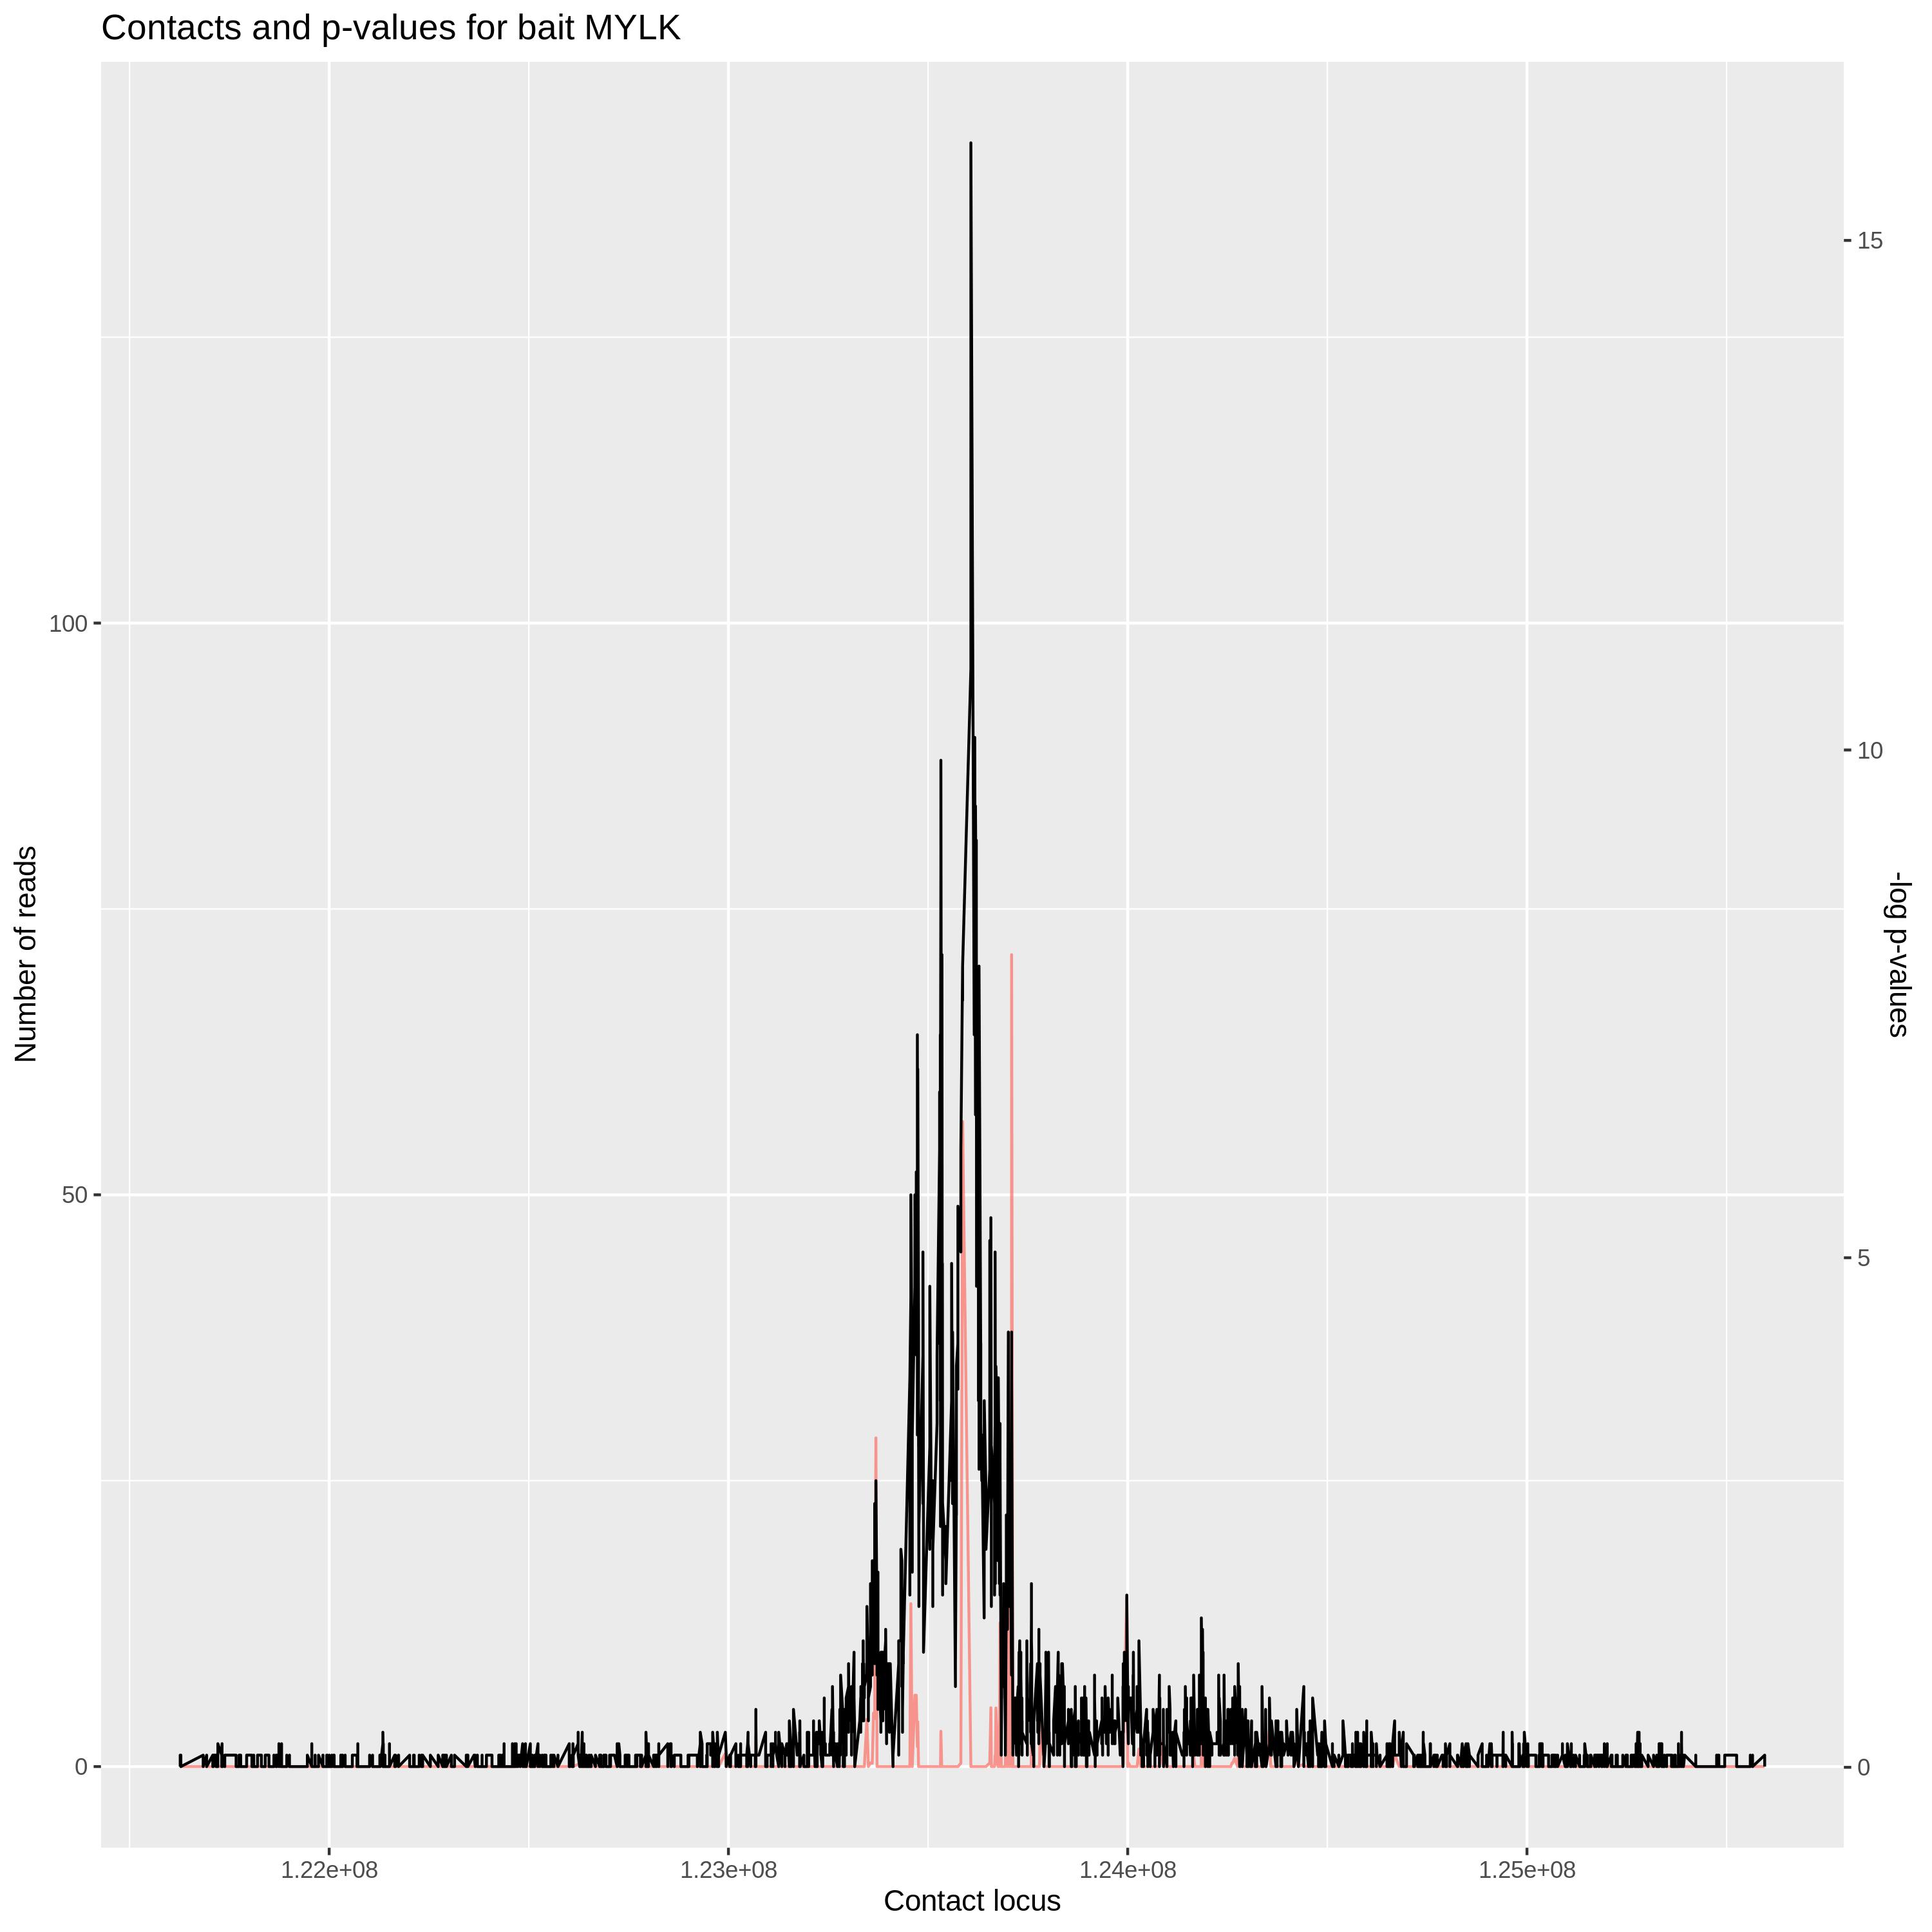 Contacts and p-values for bait MYLK
15
100
10
Number of reads
-log p-values
50
5
0
0
1.22e+08
1.23e+08
1.24e+08
1.25e+08
Contact locus